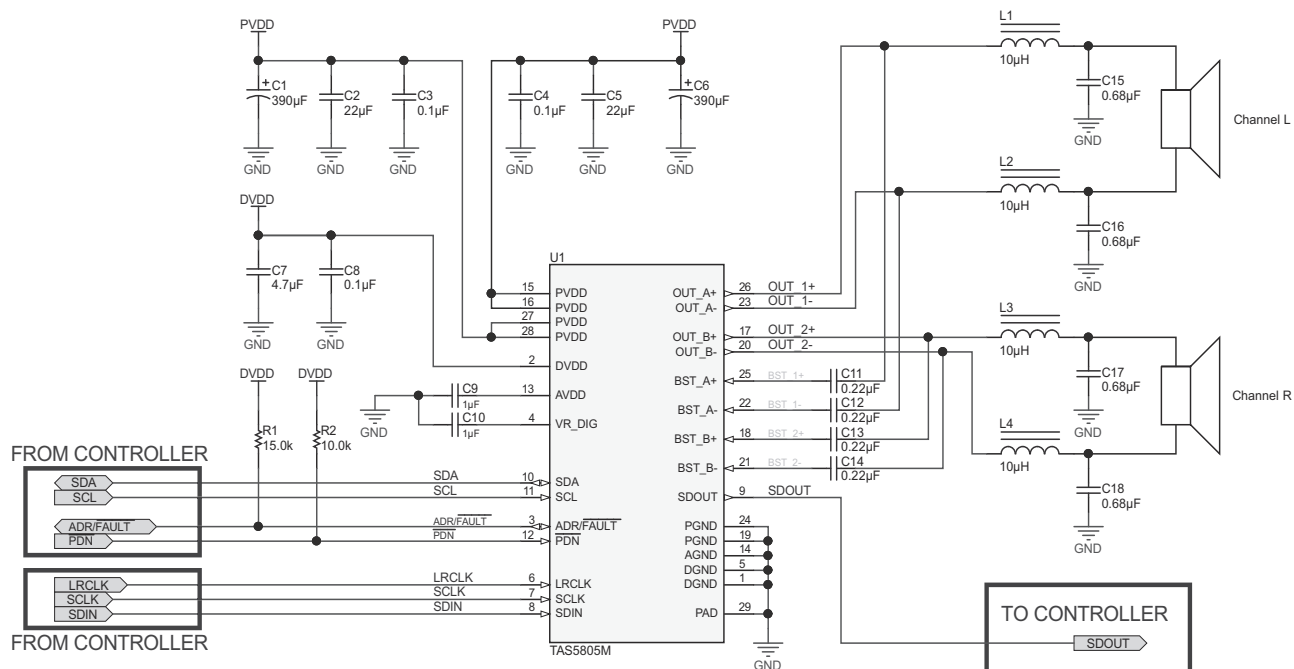 PVDD
PVDD
L1
10µH
C1
390µF
C2
22µF
C3
0.1µF
C4
0.1µF
C5
22µF
C6
390µF
C15
0.68µF
GND
GND
GND
GND
GND
GND
GND
Channel L
L2
10µH
DVDD
C16
0.68µF
C7
4.7µF
C8
0.1µF
GND
GND
GND
U1
15 PVDD
16 PVDD
27 PVDD
28 PVDD
2 DVDD
13 AVDD
4 VR_DIG
OUT_A+ 26 OUT_1+
OUT_A- 23 OUT_1-
OUT_B+ 17 OUT_2+
OUT_B- 20 OUT_2-
BST_A+ 25 BST_1+ C11
0.22µF
BST_A- 22 BST_1- C12
0.22µF
BST_B+ 18 BST_2+ C13
0.22µF
BST_B- 21 BST_2- C14
0.22µF
SDOUT 9 SDOUT
L3
10µH
C17
0.68µF
GND
Channel R
L4
10µH
C18
0.68µF
GND
DVDD
DVDD
C9
1µF
C10
1µF
GND
R1
15.0k
R2
10.0k
FROM CONTROLLER
SDA SDA 10 SDA
SCL SCL 11 SCL
ADR/FAULT ADR/FAULT 3 ADR/FAULT
PDN PDN 12 PDN
LRCLK LRCLK 6 LRCLK
SCLK SCLK 7 SCLK
SDIN SDIN 8 SDIN
FROM CONTROLLER
PGND 24
PGND 19
AGND 14
DGND 5
DGND 1
PAD 29
GND
TAS5805M
TO CONTROLLER
SDOUT